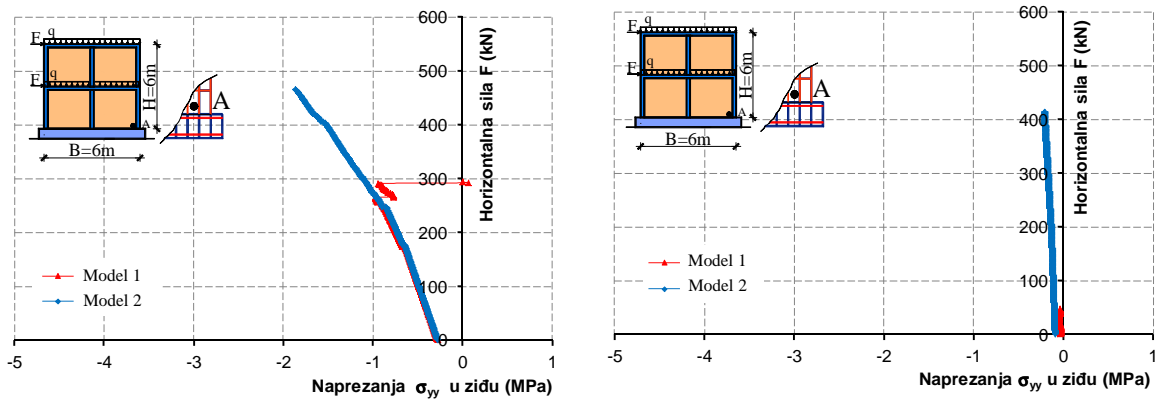 600
500
400
300
200
100
0
Horizontalna sila F (kN)
q
F
q
F
H=6m
A
A
B=6m
Model 1
Model 2
-5 -4 -3 -2 -1 0 1
Naprezanja σyy u ziđu (MPa)
600
500
400
300
200
100
0
Horizontalna sila F (kN)
q
F
q
F
H=6m
A
A
B=6m
Model 1
Model 2
-5 -4 -3 -2 -1 0 1
Naprezanja σyy u ziđu (MPa)